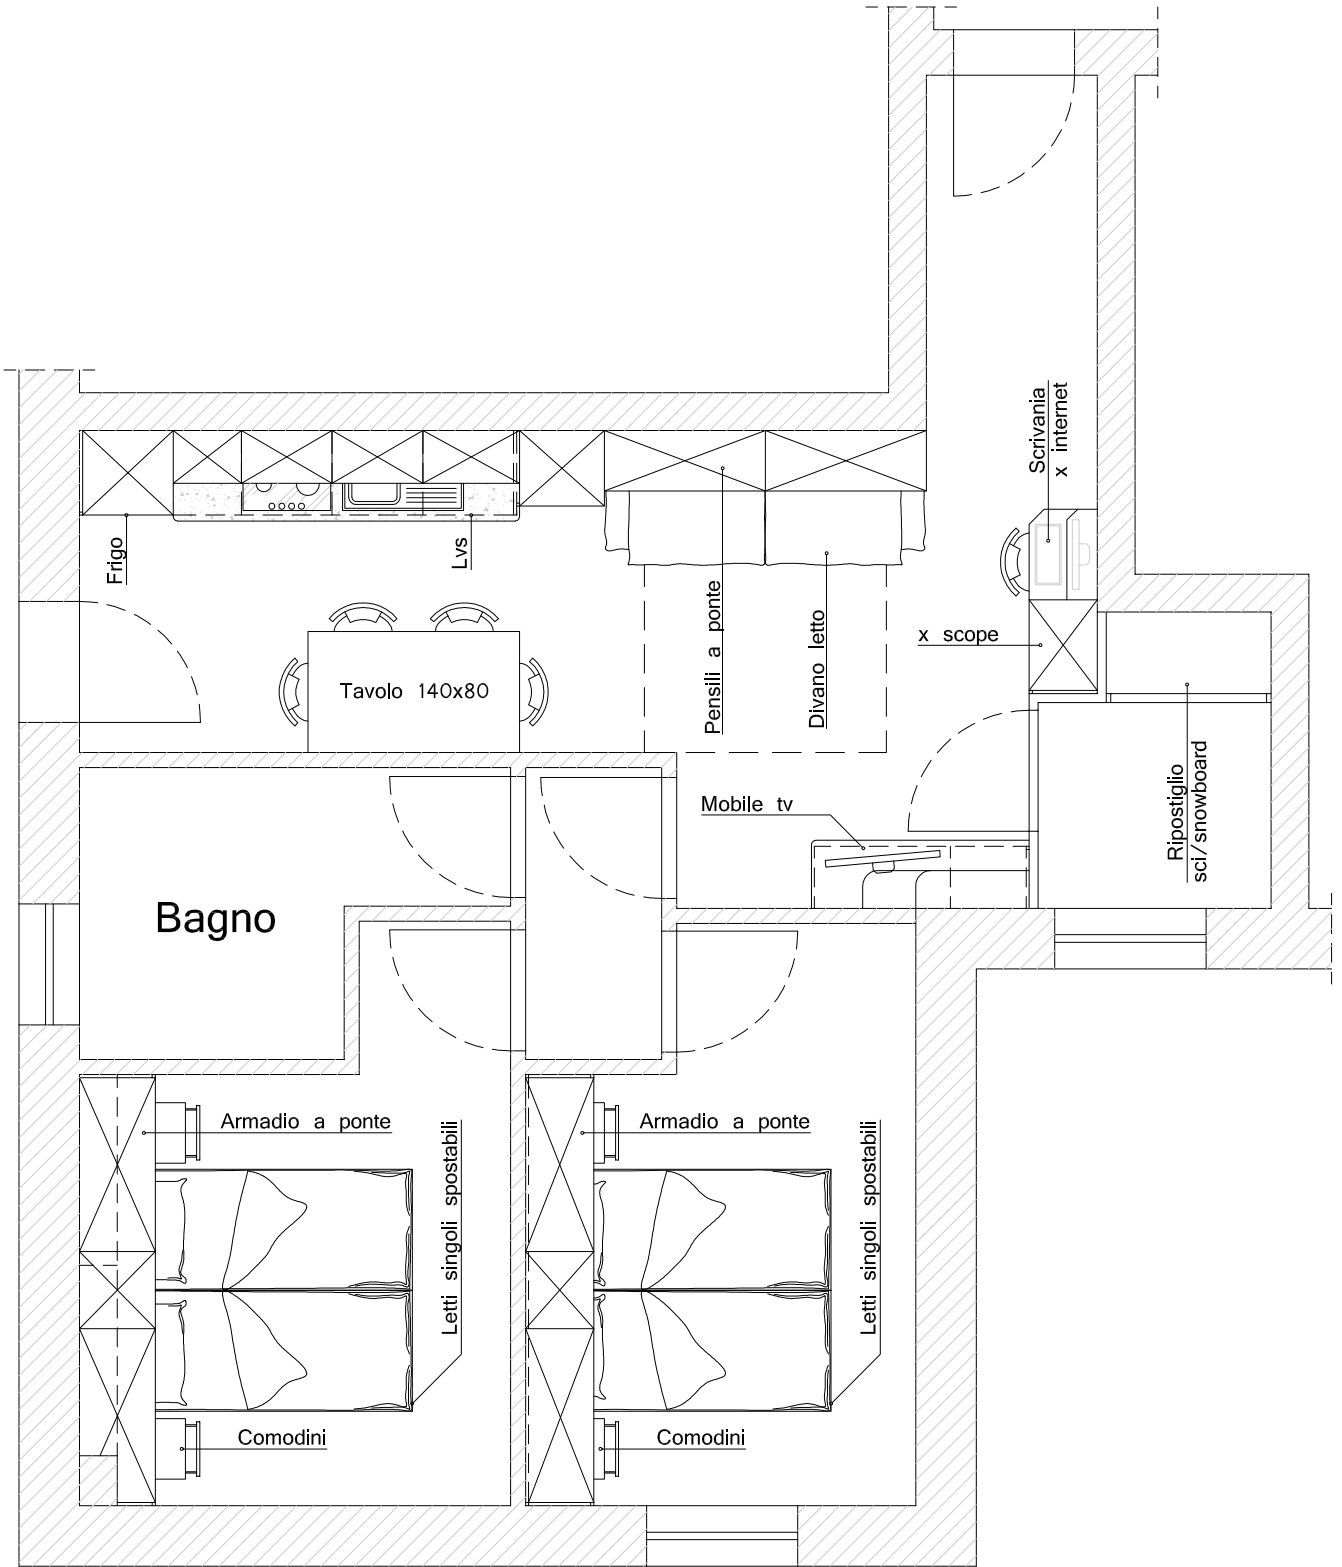 Scrivania
x internet
Frigo
Lvs
Pensili a ponte
Divano letto
x scope
Tavolo 140x80
Mobile tv
Ripostiglio
sci/snowboard
Bagno
Armadio a ponte
Letti singoli spostabili
Armadio a ponte
Letti singoli spostabili
Comodini
Comodini